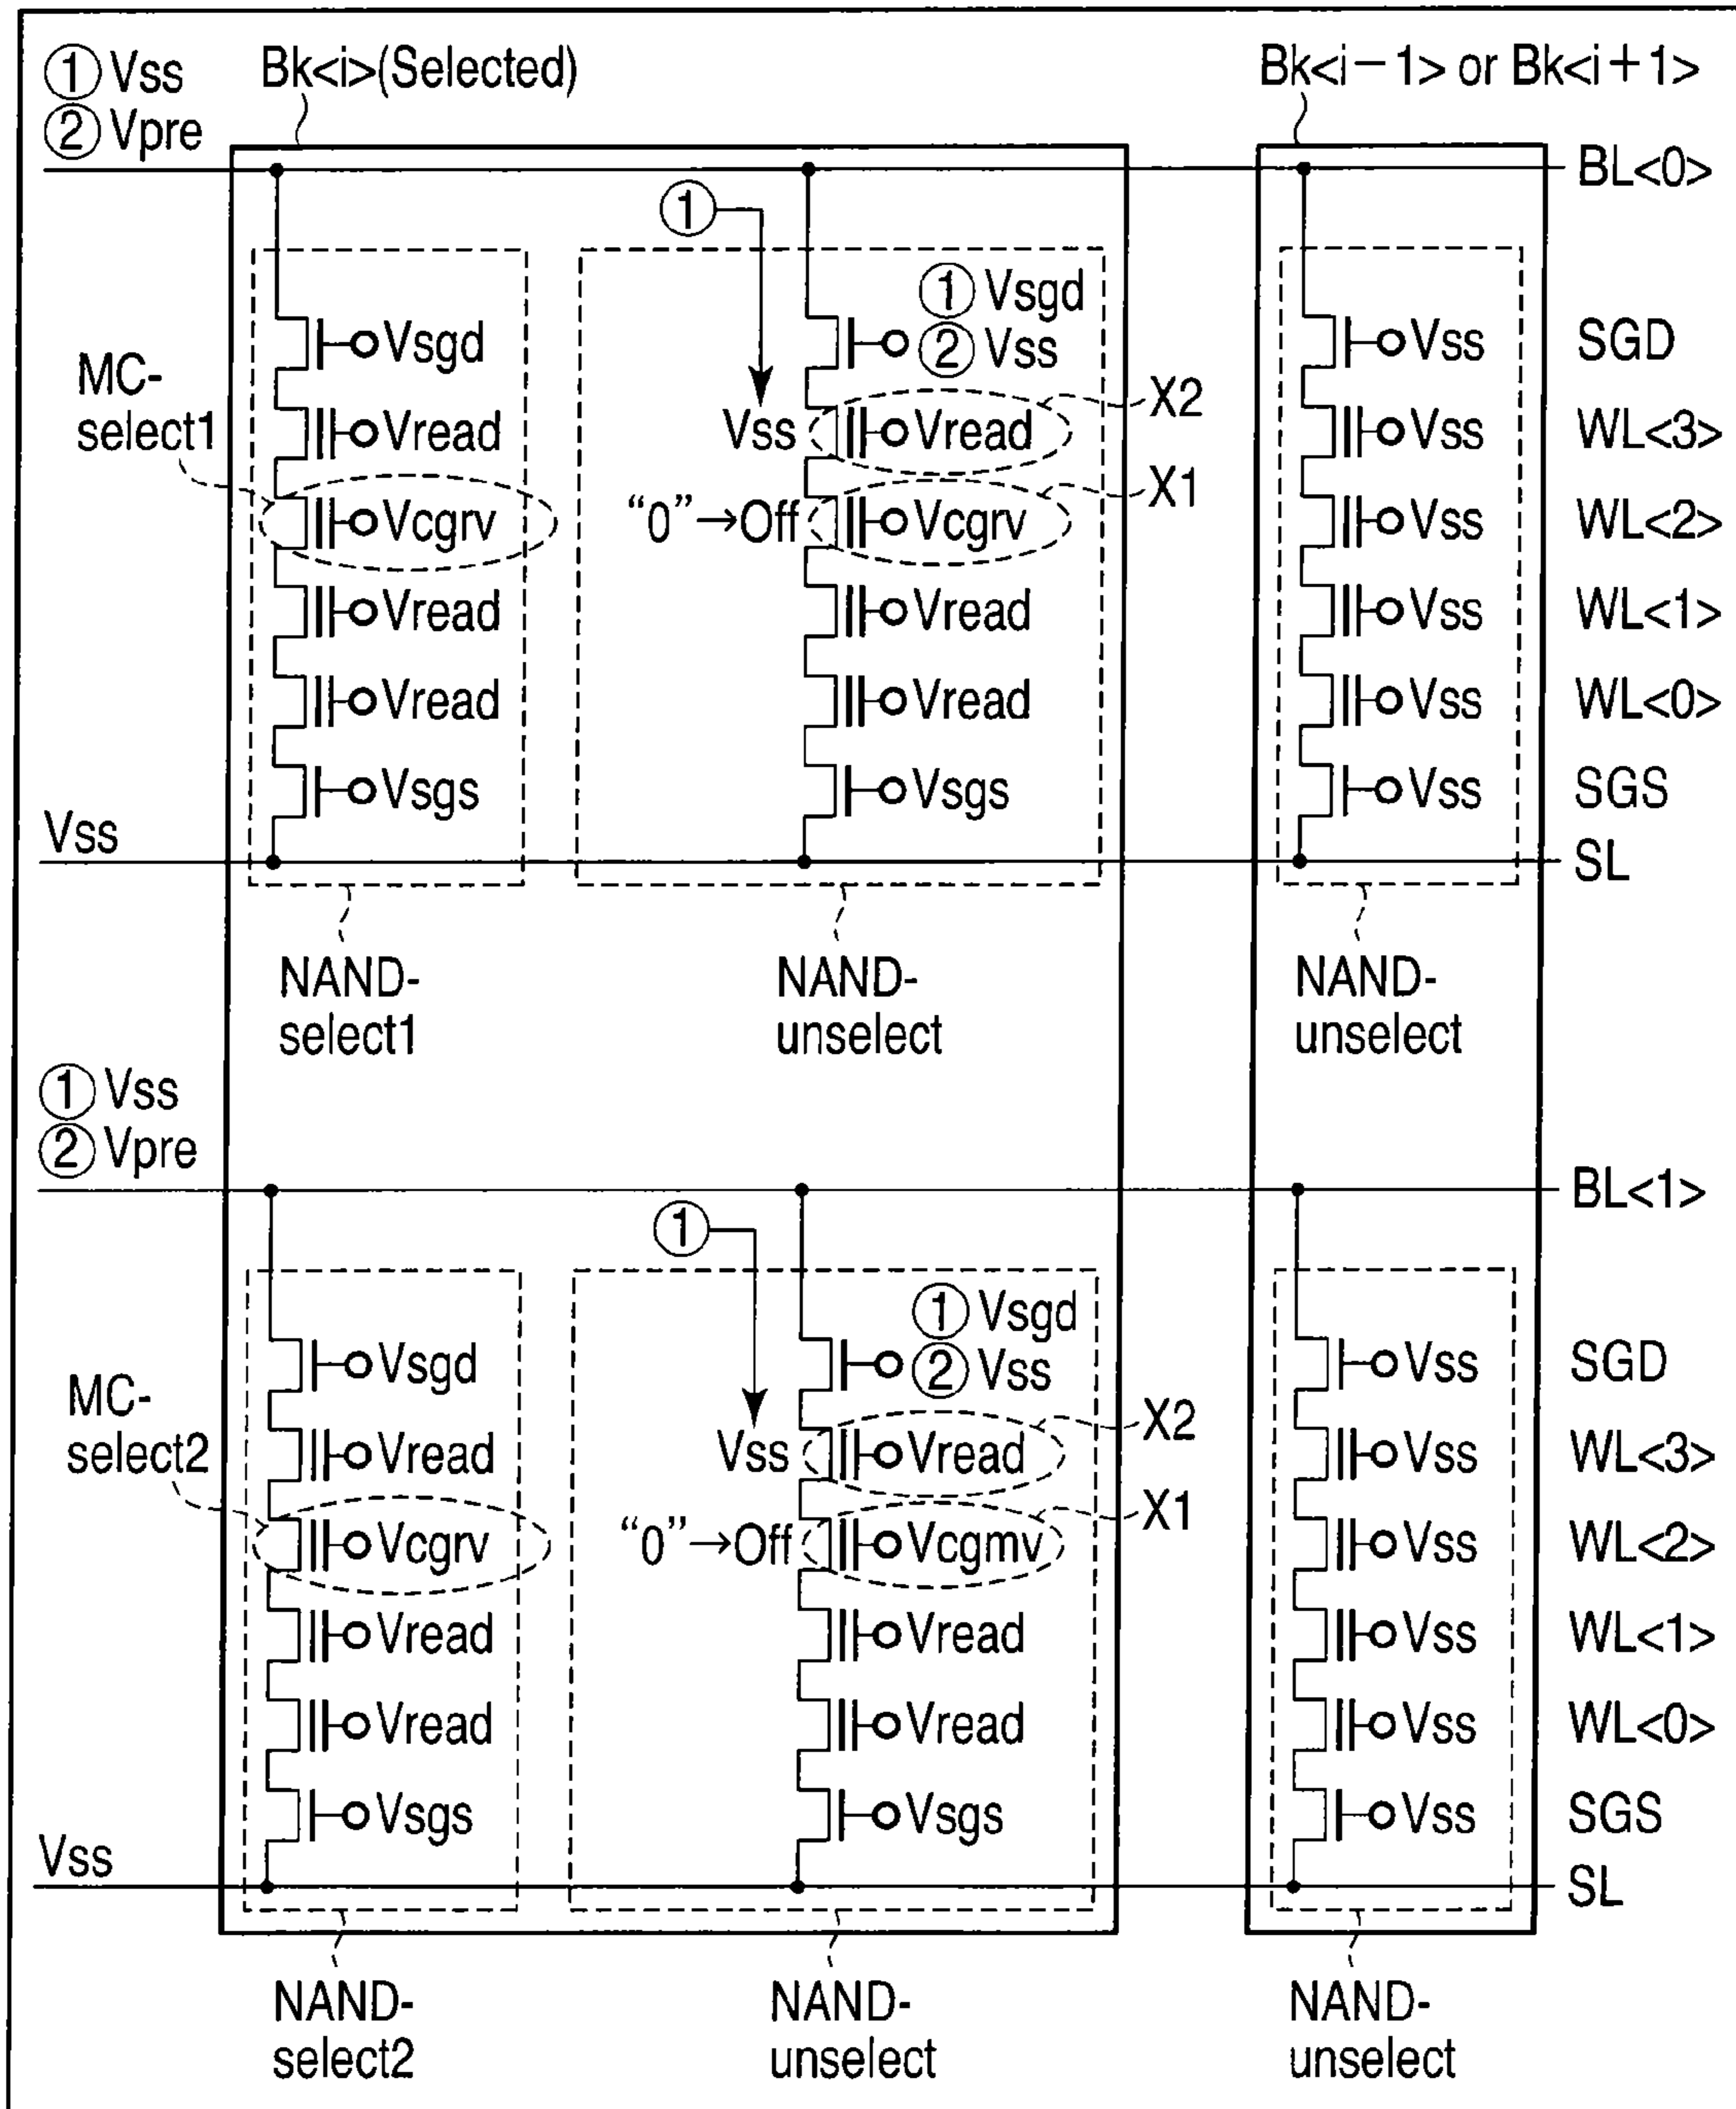 ① Vss
② Vpre
Bk<i>(Selected)
Bk<i−1> or Bk<i+1>
BL<0>
①
① Vsgd
② Vss
Vsgd
Vss
SGD
MC-
select1
Vread
Vss
Vread
X2
Vss
WL<3>
Vcgrv
“0”→Off
Vcgrv
X1
Vss
WL<2>
Vread
Vread
Vss
WL<1>
Vread
Vread
Vss
WL<0>
Vsgs
Vsgs
Vss
SGS
Vss
SL
NAND-
select1
NAND-
unselect
NAND-
unselect
① Vss
② Vpre
BL<1>
①
① Vsgd
② Vss
Vsgd
Vss
SGD
MC-
select2
Vread
Vss
Vread
X2
Vss
WL<3>
Vcgrv
“0”→Off
Vcgmv
X1
Vss
WL<2>
Vread
Vread
Vss
WL<1>
Vread
Vread
Vss
WL<0>
Vsgs
Vsgs
Vss
SGS
Vss
SL
NAND-
select2
NAND-
unselect
NAND-
unselect